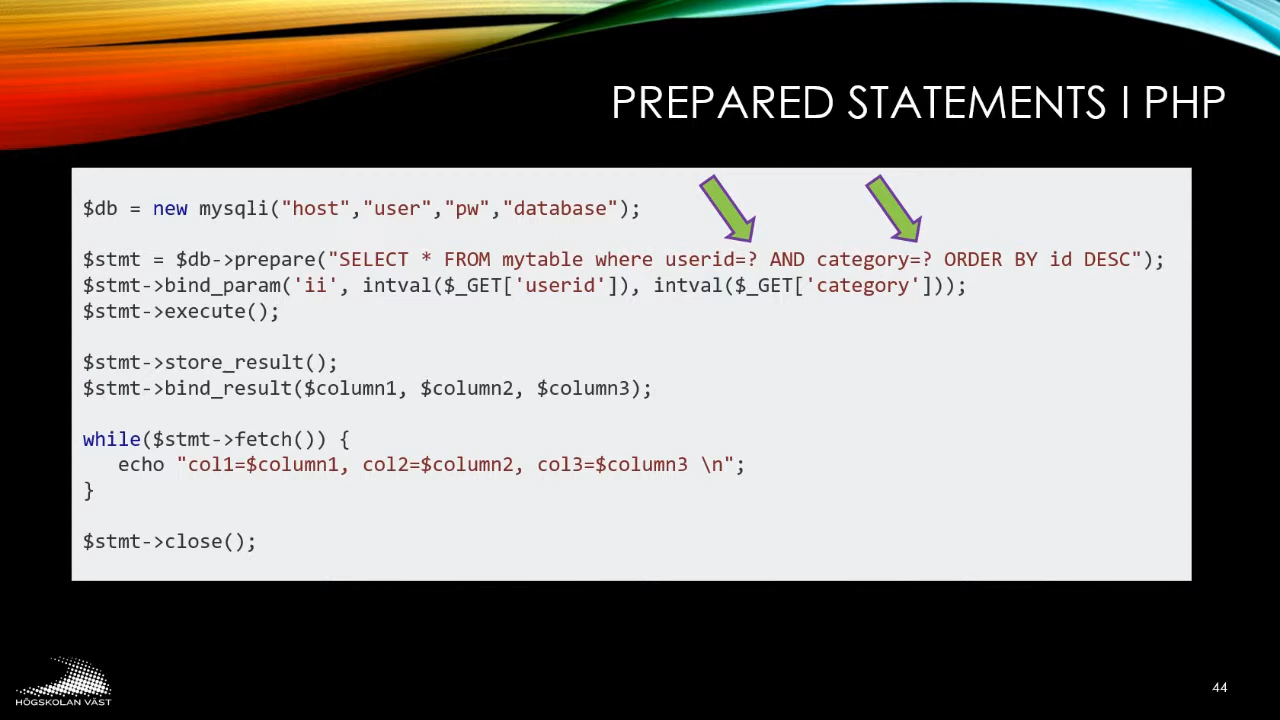 PREPARED STATEMENTS I PHP
$db = new mysqli("host","user","pw","database");
$stmt = $db->prepare("SELECT * FROM mytable where userid=? AND category=? ORDER BY id DESC");
$stmt->bind_param('ii', intval($_GET['userid']), intval($_GET['category']));
$stmt->execute();
$stmt->store_result();
$stmt->bind_result($column1, $column2, $column3);
while($stmt->fetch()) {
   echo "col1=$column1, col2=$column2, col3=$column3 \n";
}
$stmt->close();
HÖGSKOLAN VÄST
44